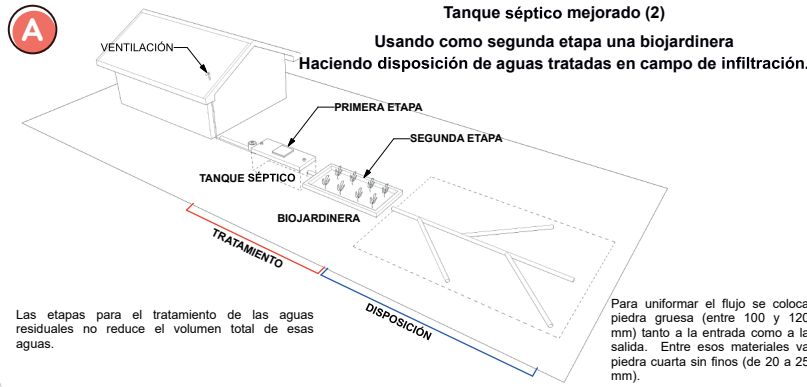 A
Tanque séptico mejorado (2)
Usando como segunda etapa una biojardinera
Haciendo disposición de aguas tratadas en campo de infiltración.
VENTILACIÓN
PRIMERA ETAPA
SEGUNDA ETAPA
TANQUE SÉPTICO
BIOJARDINERA
TRATAMIENTO
DISPOSICIÓN
Las etapas para el tratamiento de las aguas
residuales no reduce el volumen total de esas
aguas.
Para uniformar el flujo se coloca
piedra gruesa (entre 100 y 120
mm) tanto a la entrada como a la
salida. Entre esos materiales va
piedra cuarta sin finos (de 20 a 25
mm).